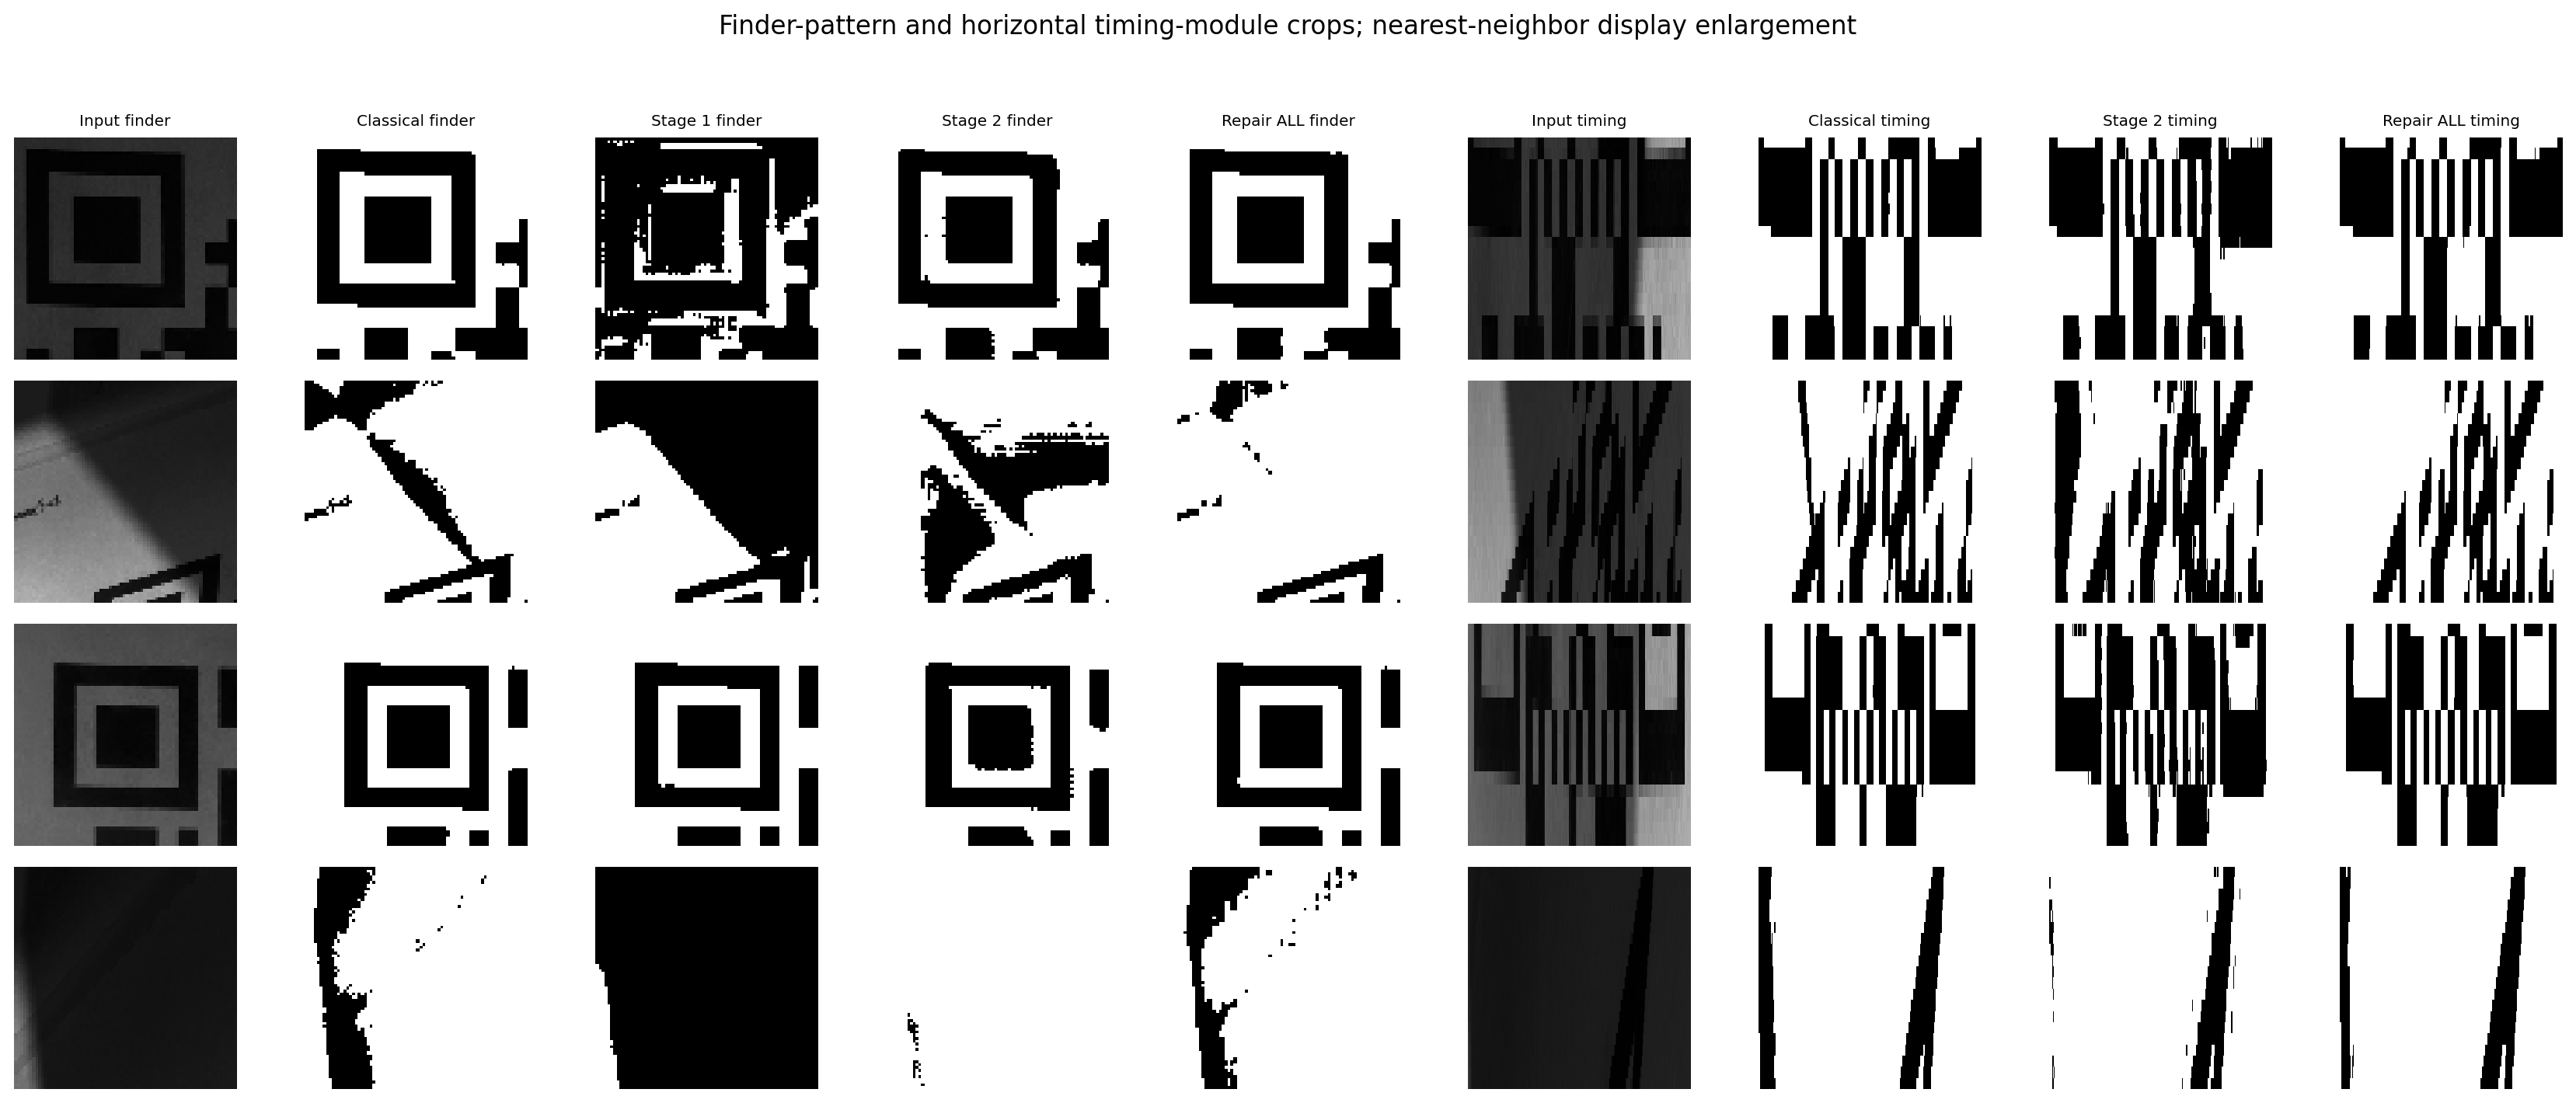 Finder-pattern and horizontal timing-module crops; nearest-neighbor display enlargement
Input finder
Classical finder
Stage 1 finder
Stage 2 finder
Repair ALL finder
Input timing
Classical timing
Stage 2 timing
Repair ALL timing